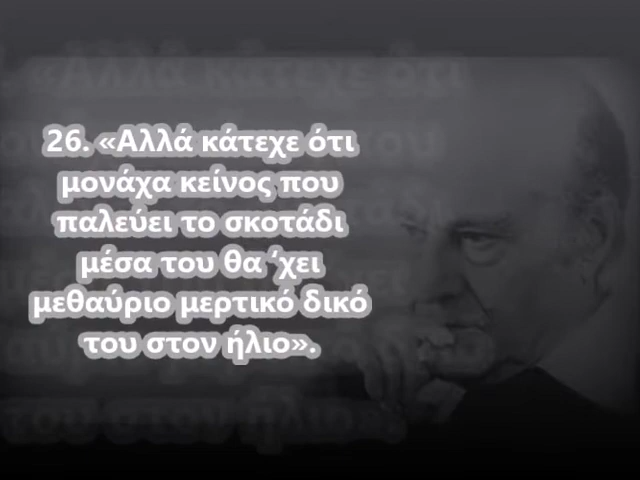 26. «Αλλά κάτεχε ότι
μονάχα κείνος που
παλεύει το σκοτάδι
μέσα του θα ‘χει
μεθαύριο μερτικό δικό
του στον ήλιο».